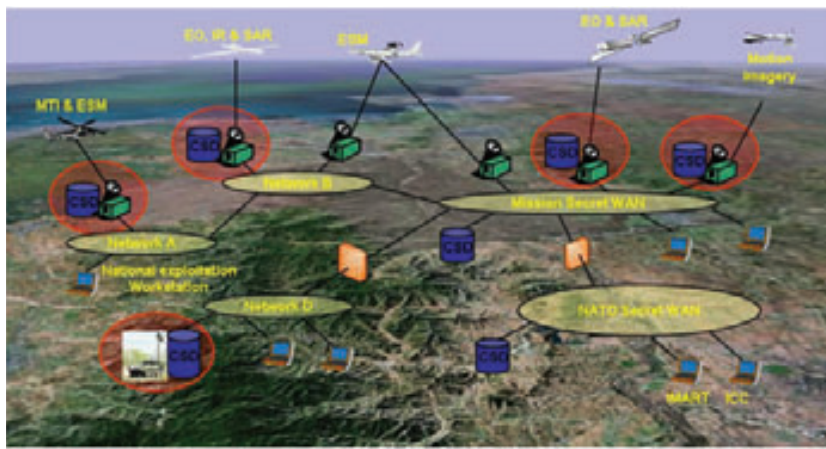 EO, IR & SAR
ESM
EO & SAR
Motion
Imagery
MTI & ESM
CSD
CSD
CSD
CSD
Network B
Mission Secret WAN
Network A
CSD
National exploitation
Workstation
Network D
NATO Secret WAN
CSD
CSD
ICC